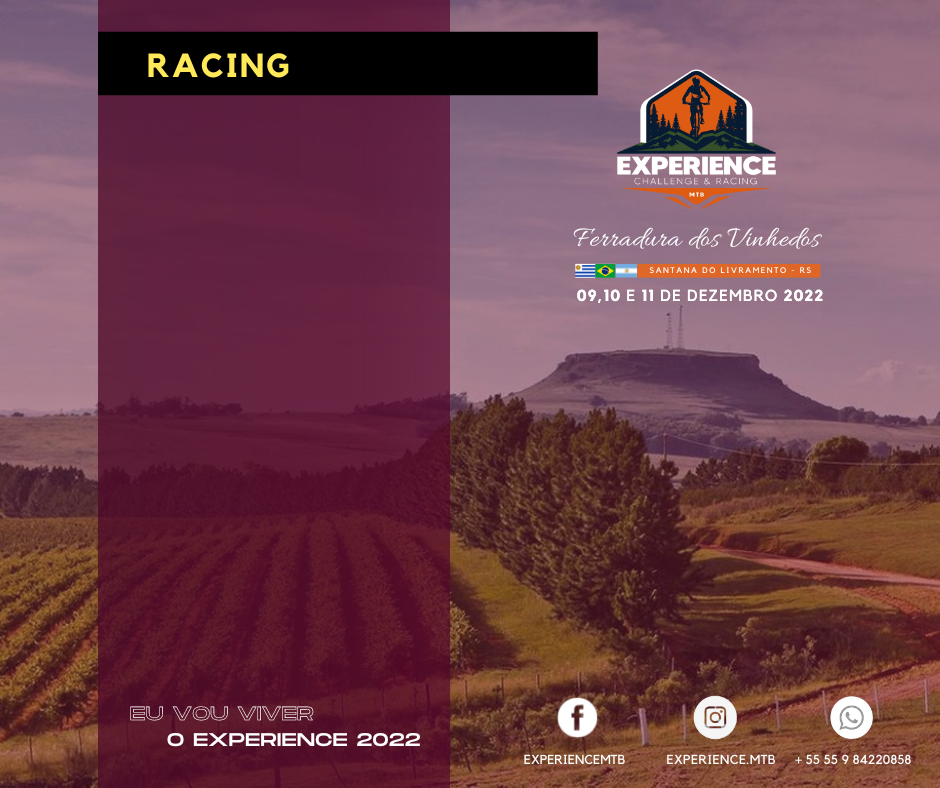 RACING
EXPERIENCE
CHALLENGE & RACING
MTB
Ferradura dos Vinhedos
SANTANA DO LIVRAMENTO - RS
09,10 E 11 DE DEZEMBRO 2022
EU VOU VIVER
O EXPERIENCE 2022
EXPERIENCEMTB
EXPERIENCE.MTB
+ 55 55 9 84220858